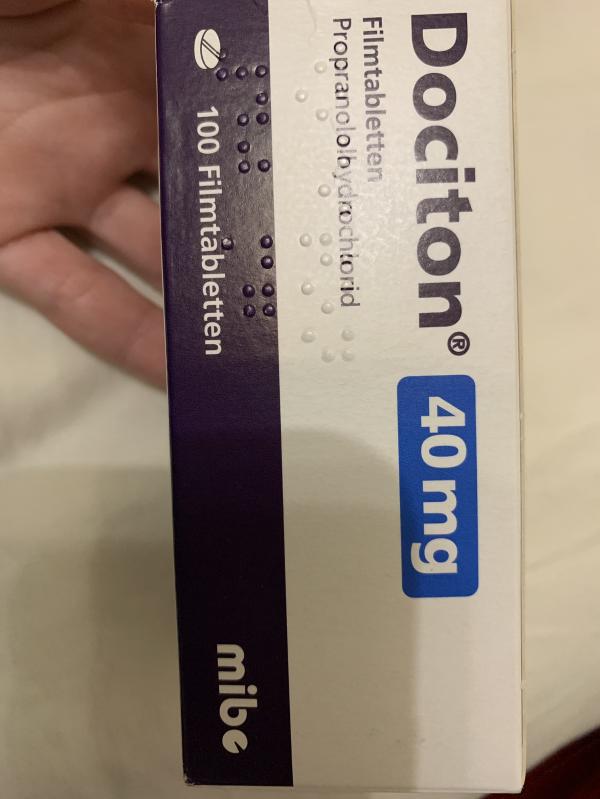 Dociton® 40 mg
Filmtabletten
Propranololhydrochlorid
100 Filmtabletten
mibe